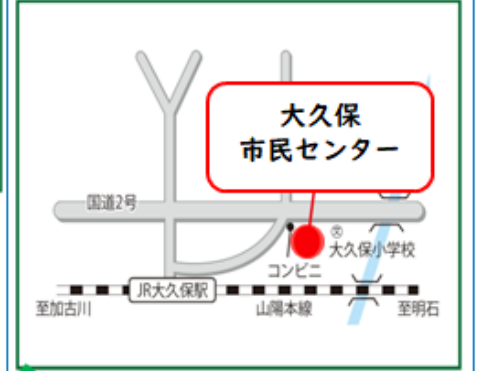 大久保
市民センター
国道2号
文
大久保小学校
コンビニ
JR大久保駅
至加古川
山陽本線
至明石